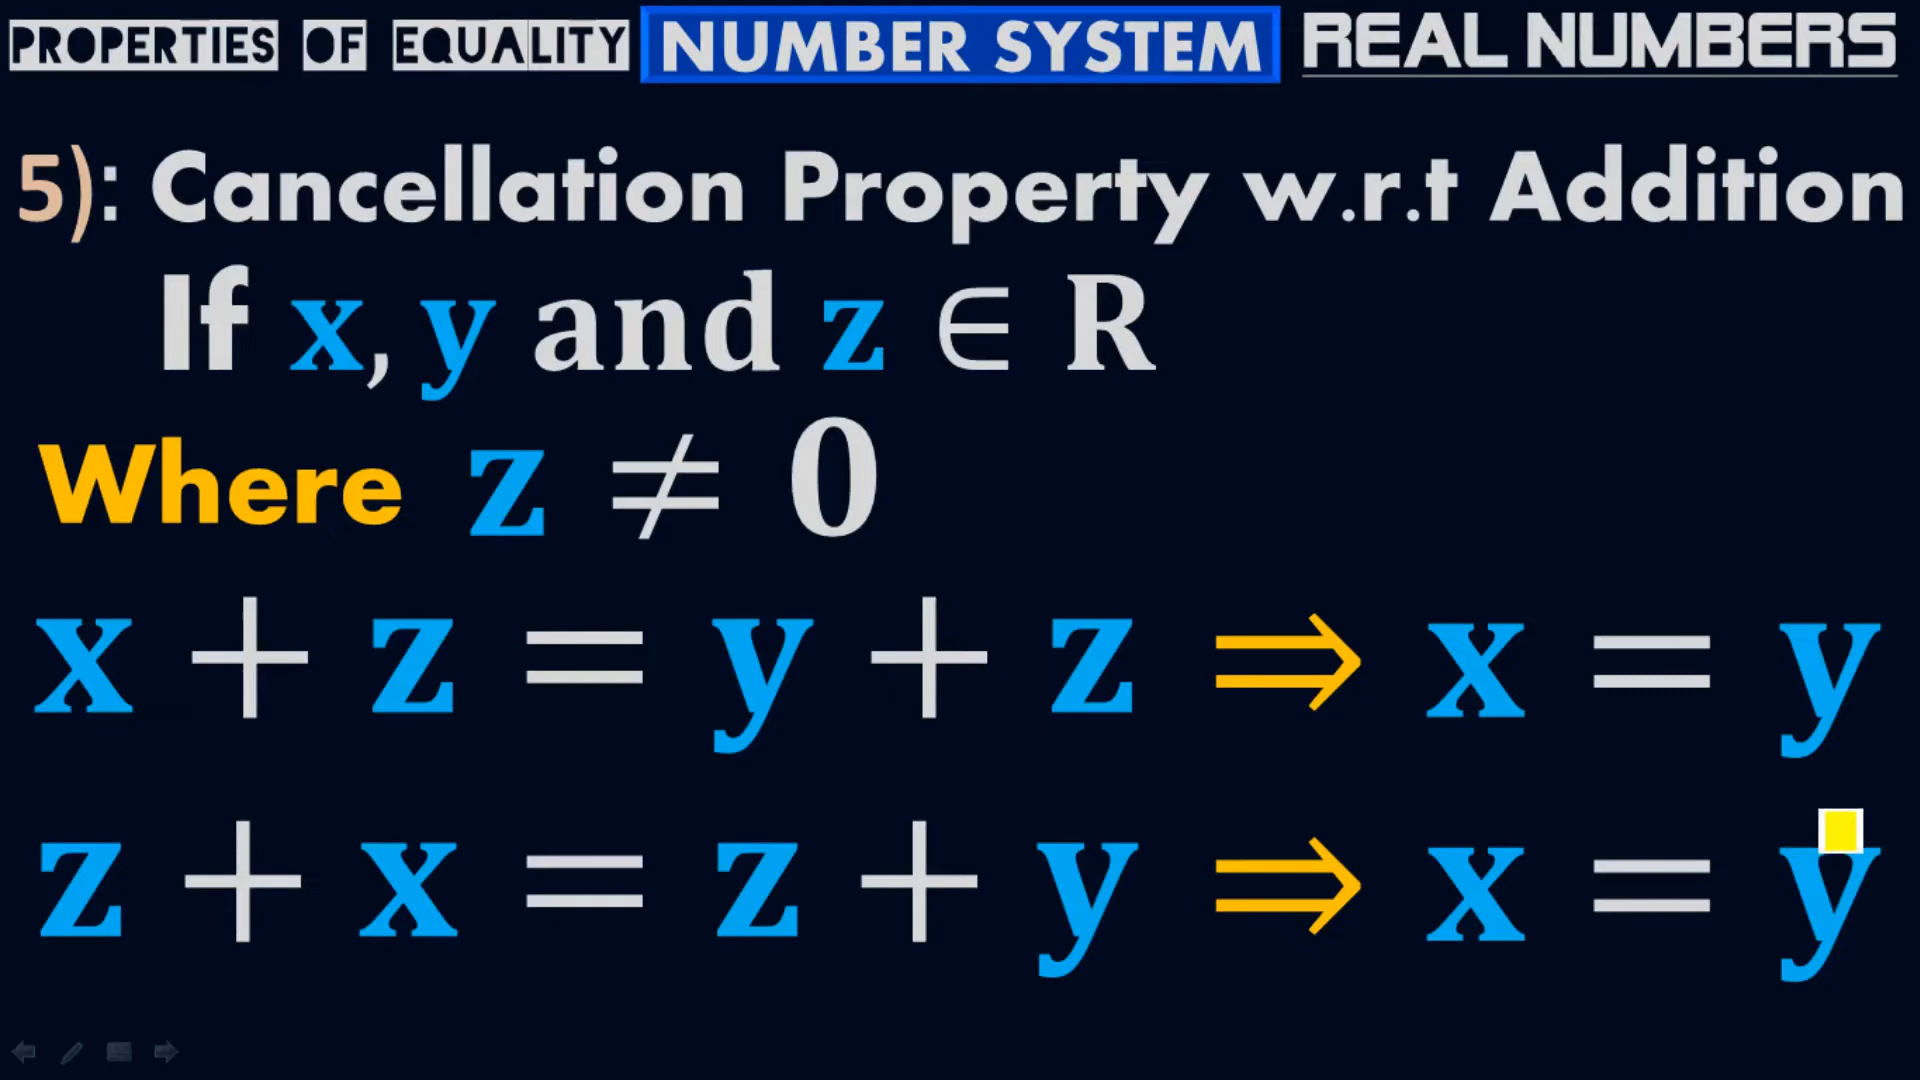 PROPERTIES OF EQUALITY NUMBER SYSTEM REAL NUMBERS
5): Cancellation Property w.r.t Addition
If x, y and z ∈ R
Where z ≠ 0
x + z = y + z ⇒ x = y
z + x = z + y ⇒ x = y